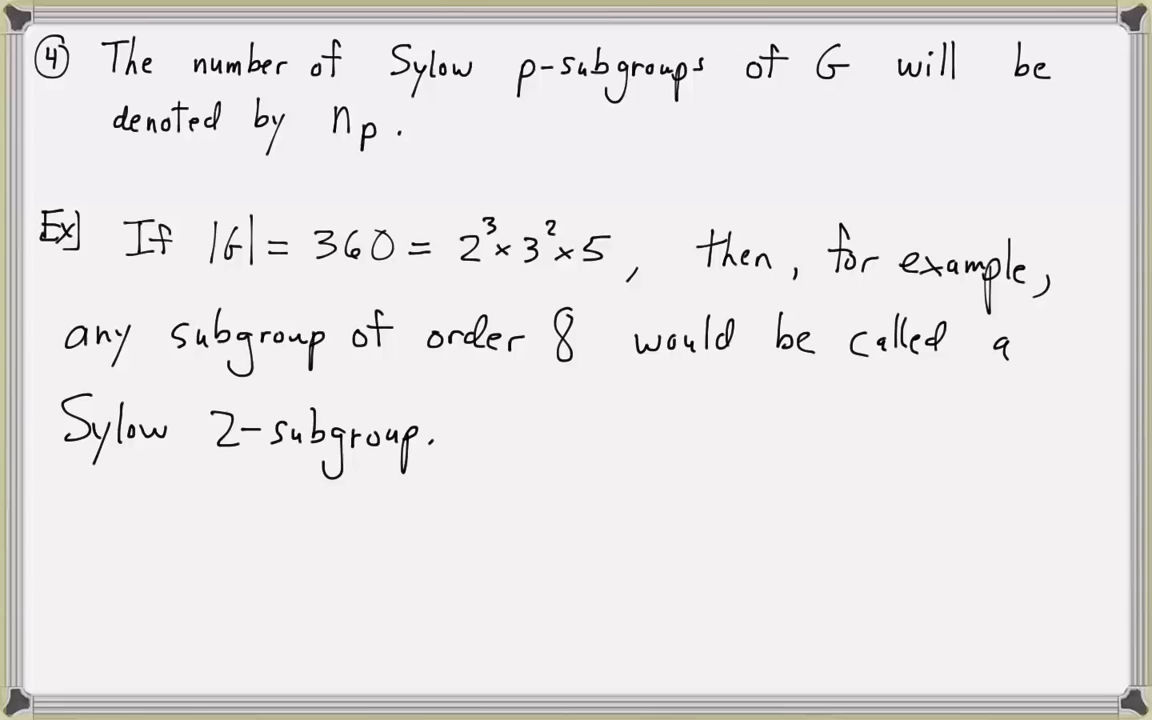 ④ The number of Sylow p-subgroups of G will be
denoted by nₚ.
Ex] If |G| = 360 = 2³×3²×5, then, for example,
any subgroup of order 8 would be called a
Sylow 2-subgroup.